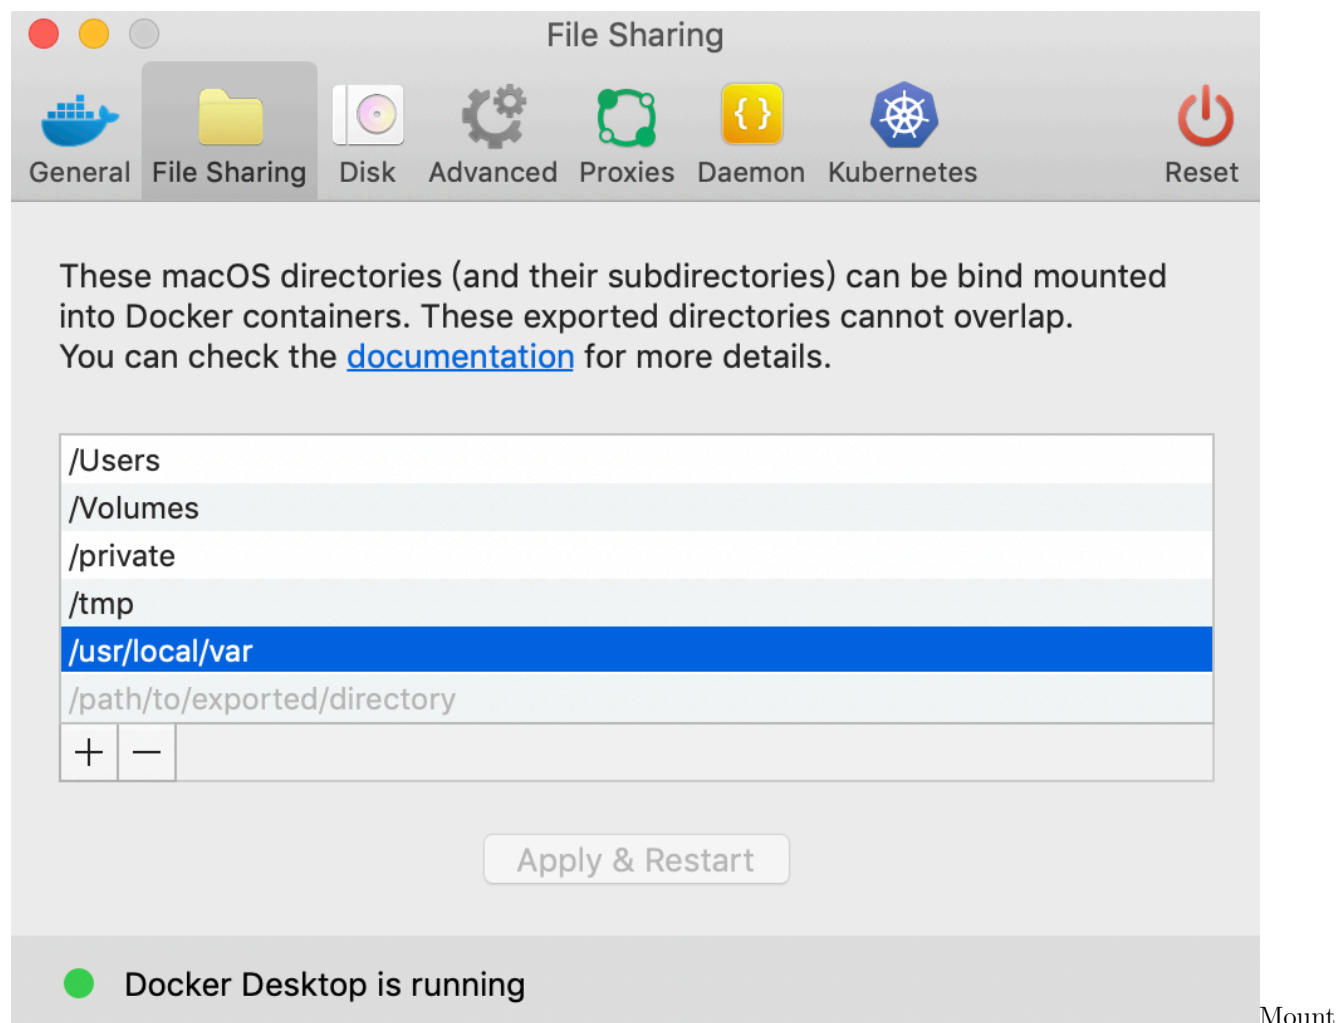 File Sharing
General File Sharing Disk Advanced Proxies Daemon Kubernetes Reset
These macOS directories (and their subdirectories) can be bind mounted
into Docker containers. These exported directories cannot overlap.
You can check the documentation for more details.
/Users
/Volumes
/private
/tmp
/usr/local/var
/path/to/exported/directory
Apply & Restart
Docker Desktop is running
Mount